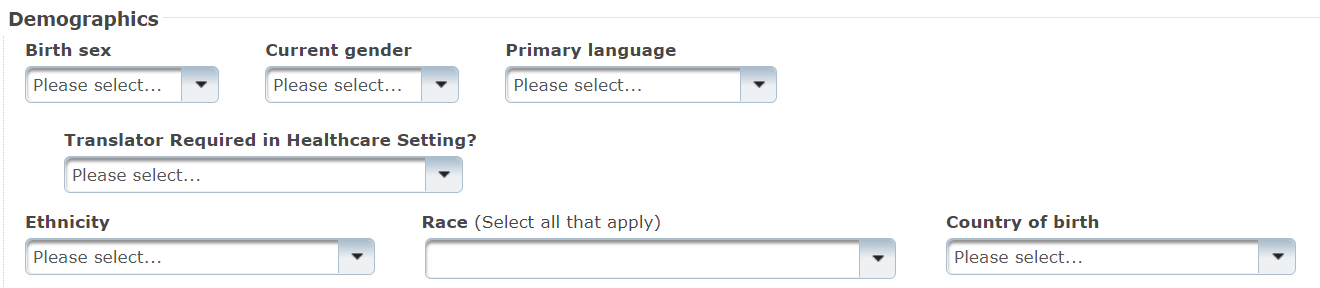 Demographics
Birth sex Current gender Primary language
Please select... Please select... Please select...
Translator Required in Healthcare Setting?
Please select...
Ethnicity Race (Select all that apply) Country of birth
Please select... Please select...